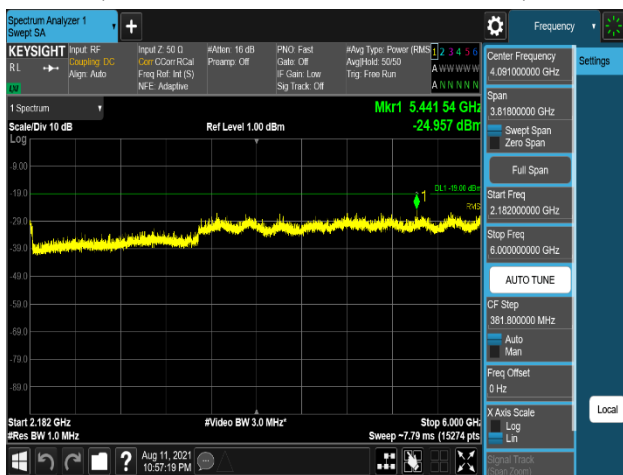 Spectrum Analyzer 1
Swept SA
KEYSIGHT
RL
Input: RF
Coupling: DC
Align: Auto
Input Z: 50 Ω
Corr CCorr RCal
Freq Ref: Int (S)
NFE: Adaptive
#Atten: 16 dB
Preamp: Off
PNO: Fast
Gate: Off
IF Gain: Low
Sig Track: Off
#Avg Type: Power (RMS
Avg|Hold: 50/50
Trig: Free Run
1 2 3 4 5 6
A W W W W W
A N N N N N
LXI
1 Spectrum
Scale/Div 10 dB
Log
Ref Level 1.00 dBm
Mkr1 5.441 54 GHz
-24.957 dBm
-9.00
-19.0
-29.0
-39.0
-49.0
-59.0
-69.0
-79.0
-89.0
DL1 -19.00 dBm
1
RMS
Start 2.182 GHz
#Res BW 1.0 MHz
#Video BW 3.0 MHz*
Stop 6.000 GHz
Sweep ~7.79 ms (15274 pts
?
Aug 11, 2021
10:57:19 PM
Frequency
Settings
Center Frequency
4.091000000 GHz
Span
3.81800000 GHz
Swept Span
Zero Span
Full Span
Start Freq
2.182000000 GHz
Stop Freq
6.000000000 GHz
AUTO TUNE
CF Step
381.800000 MHz
Auto
Man
Freq Offset
0 Hz
X Axis Scale
Log
Lin
Signal Track
(Span Zoom)
Local